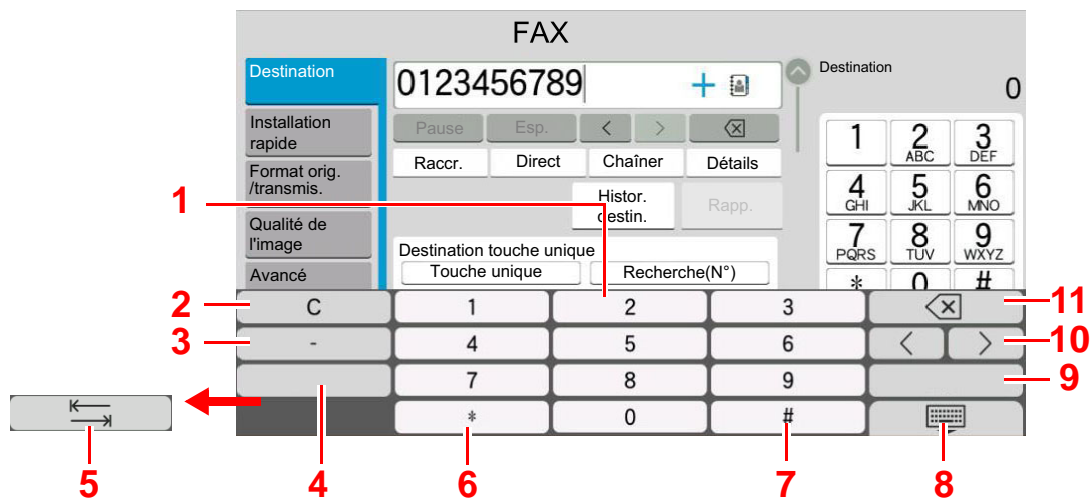 FAX
Destination
0123456789
Destination
0
Installation
rapide
Pause Esp. < >
Raccr. Direct Chaîner Détails
Format orig.
/transmis.
Histor.
destin.
Rapp.
Qualité de
l'image
Destination touche unique
Touche unique Recherche(N°)
Avancé
1 2 ABC 3 DEF
4 GHI 5 JKL 6 MNO
7 PQRS 8 TUV 9 WXYZ
* 0 #
C 1 2 3
- 4 5 6 < >
7 8 9
* 0 #
1
2
3
11
10
9
5 4 6 7 8